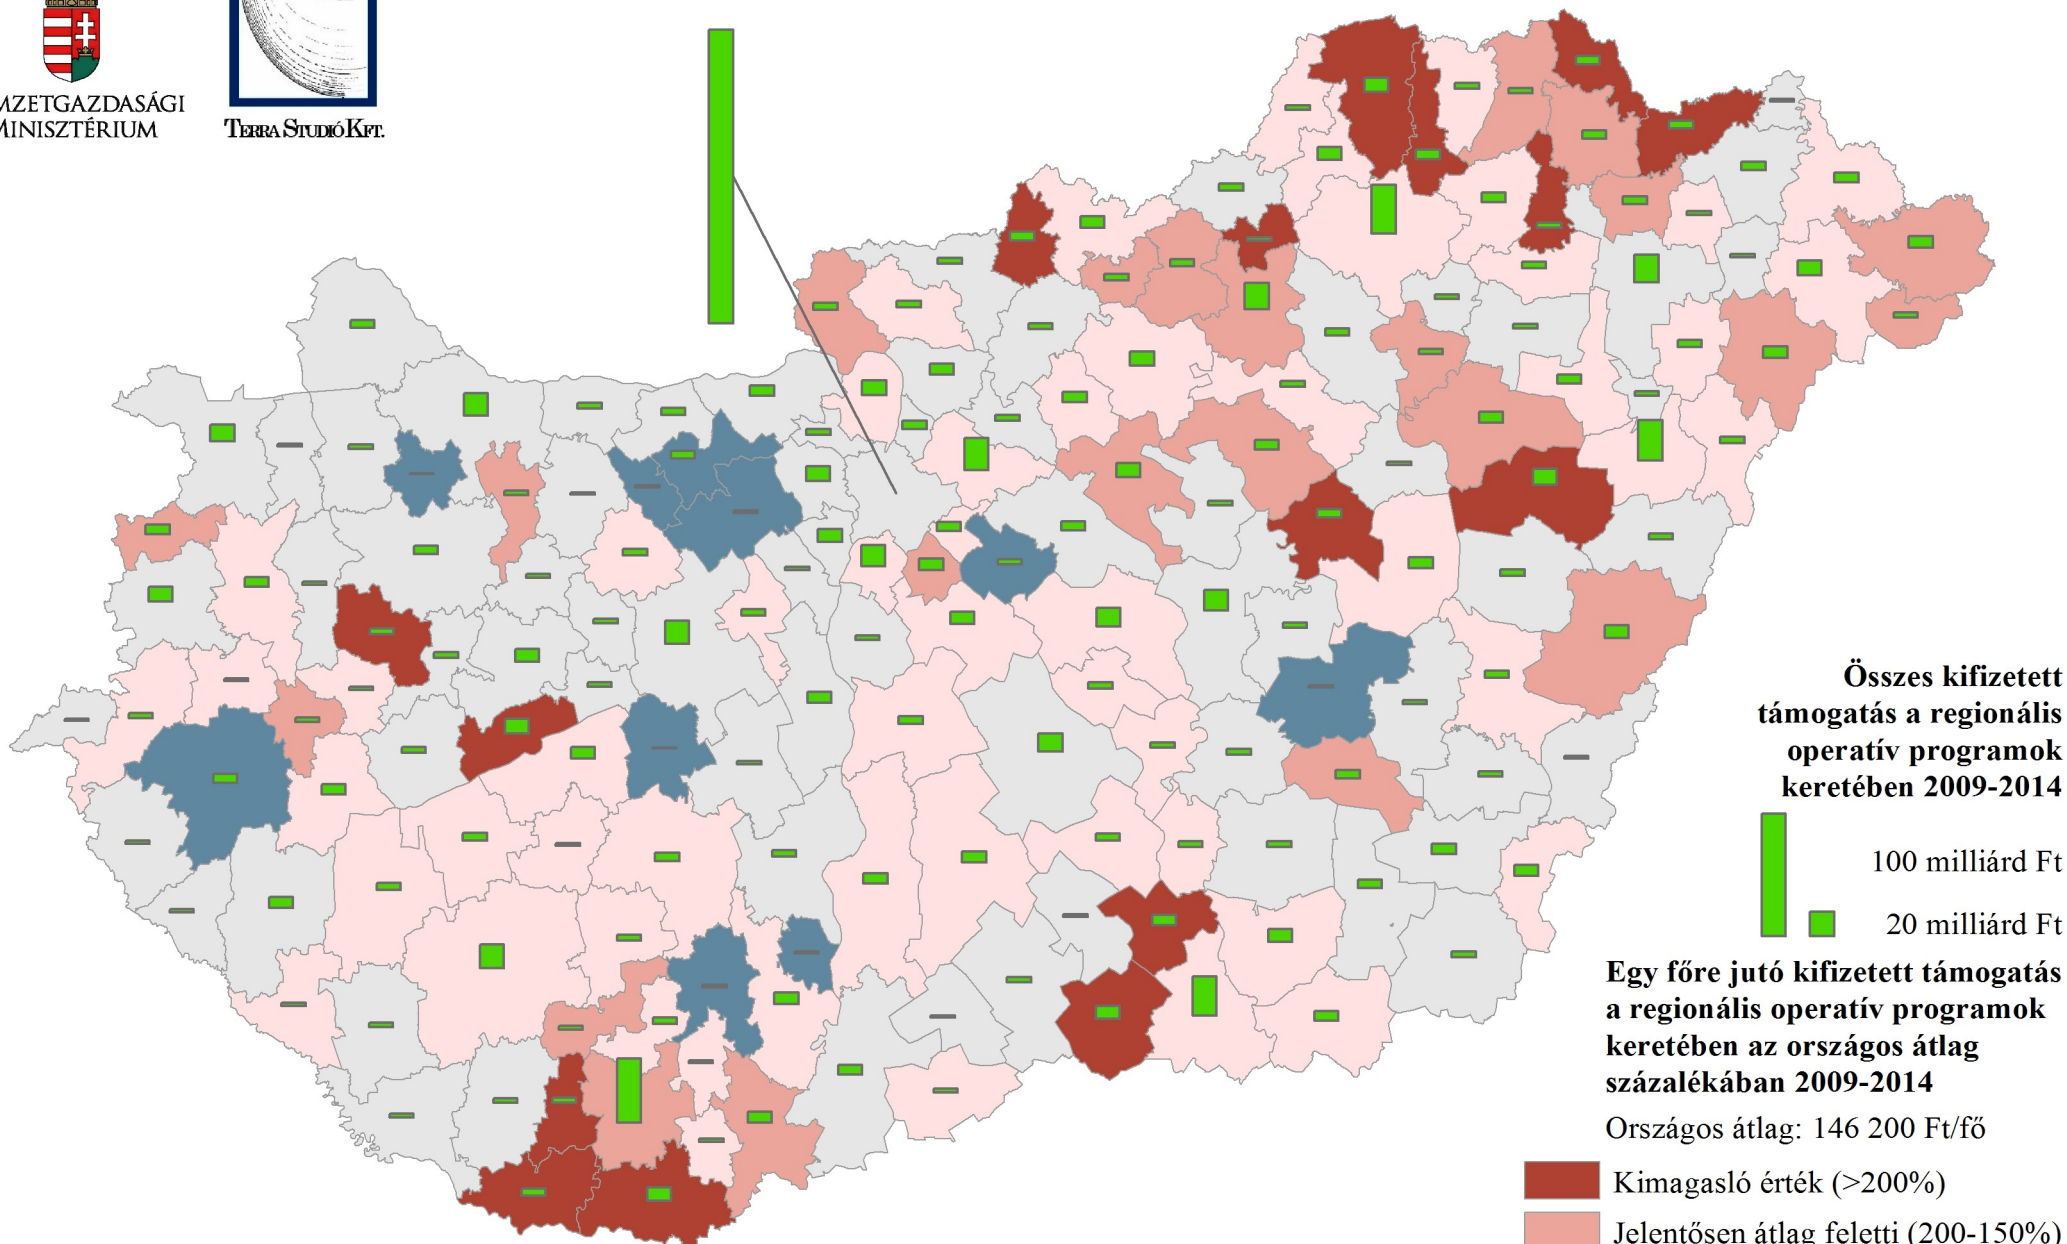 MZETGAZDASÁGI
MINISZTÉRIUM
TERRA STUDIÓ KFT.
Összes kifizetett
támogatás a regionális
operatív programok
keretében 2009-2014
100 milliárd Ft
20 milliárd Ft
Egy főre jutó kifizetett támogatás
a regionális operatív programok
keretében az országos átlag
százalékában 2009-2014
Országos átlag: 146 200 Ft/fő
Kimagasló érték (>200%)
Jelentősen átlag feletti (200-150%)